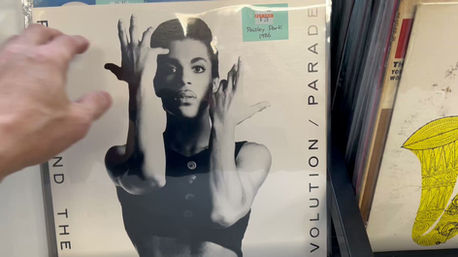 Paisley Park
1986
ND THE
VOLUTION / PARADE